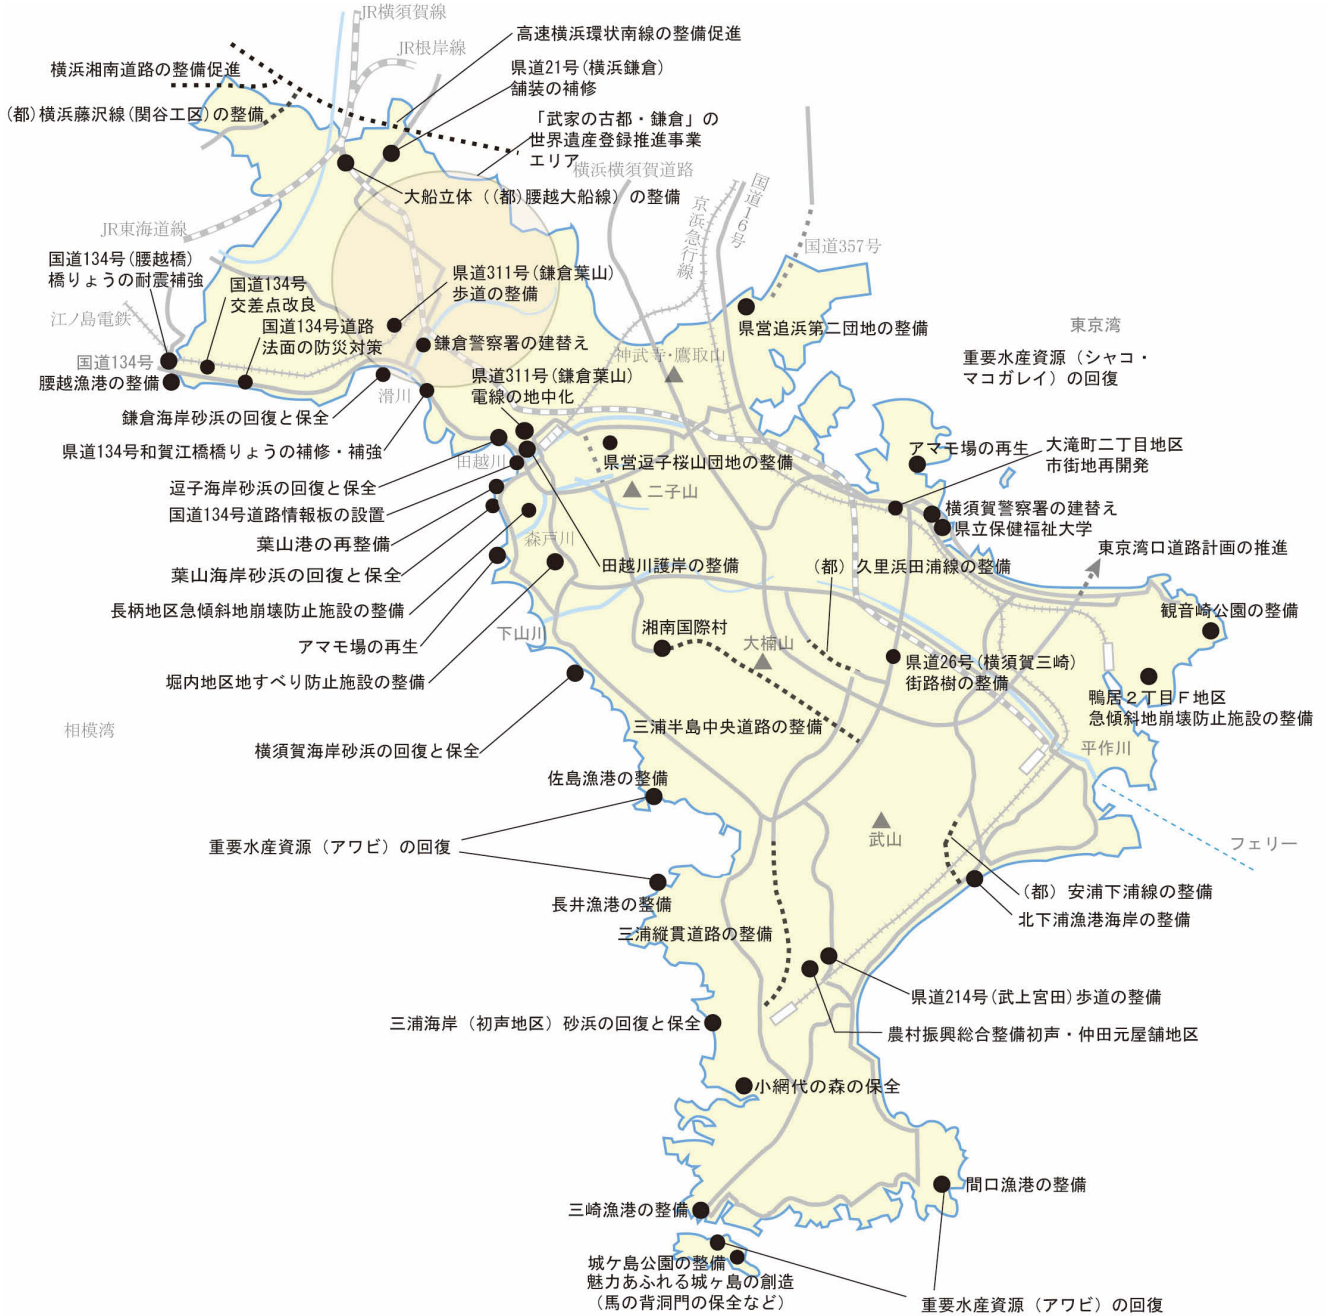 JR横須賀線
高速横浜環状南線の整備促進
JR根岸線
横浜湘南道路の整備促進
県道21号(横浜鎌倉)
舗装の補修
(都)横浜藤沢線(関谷工区)の整備
「武家の古都・鎌倉」の
世界遺産登録推進事業
エリア
横浜横須賀道路
大船立体（(都)腰越大船線）の整備
国道16号
京浜急行線
JR東海道線
国道357号
国道134号(腰越橋)
橋りょうの耐震補強
国道134号
交差点改良
県道311号(鎌倉葉山)
歩道の整備
江ノ島電鉄
国道134号道路
法面の防災対策
県営追浜第二団地の整備
東京湾
鎌倉警察署の建替え
神武寺・鷹取山
重要水産資源（シャコ・
マコガレイ）の回復
国道134号
腰越漁港の整備
県道311号(鎌倉葉山)
電線の地中化
滑川
鎌倉海岸砂浜の回復と保全
県道134号和賀江橋橋りょうの補修・補強
アマモ場の再生
大滝町二丁目地区
市街地再開発
田越川
県営逗子桜山団地の整備
逗子海岸砂浜の回復と保全
二子山
国道134号道路情報板の設置
横須賀警察署の建替え
県立保健福祉大学
葉山港の再整備
森戸川
東京湾口道路計画の推進
葉山海岸砂浜の回復と保全
田越川護岸の整備
（都）久里浜田浦線の整備
長柄地区急傾斜地崩壊防止施設の整備
観音崎公園の整備
下山川
湘南国際村
大楠山
アマモ場の再生
県道26号(横須賀三崎)
街路樹の整備
堀内地区地すべり防止施設の整備
鴨居２丁目Ｆ地区
急傾斜地崩壊防止施設の整備
相模湾
三浦半島中央道路の整備
横須賀海岸砂浜の回復と保全
平作川
佐島漁港の整備
武山
重要水産資源（アワビ）の回復
フェリー
（都）安浦下浦線の整備
長井漁港の整備
北下浦漁港海岸の整備
三浦縦貫道路の整備
県道214号(武上宮田)歩道の整備
三浦海岸（初声地区）砂浜の回復と保全
農村振興総合整備初声・仲田元屋舗地区
小網代の森の保全
間口漁港の整備
三崎漁港の整備
城ケ島公園の整備
魅力あふれる城ヶ島の創造
（馬の背洞門の保全など）
重要水産資源（アワビ）の回復